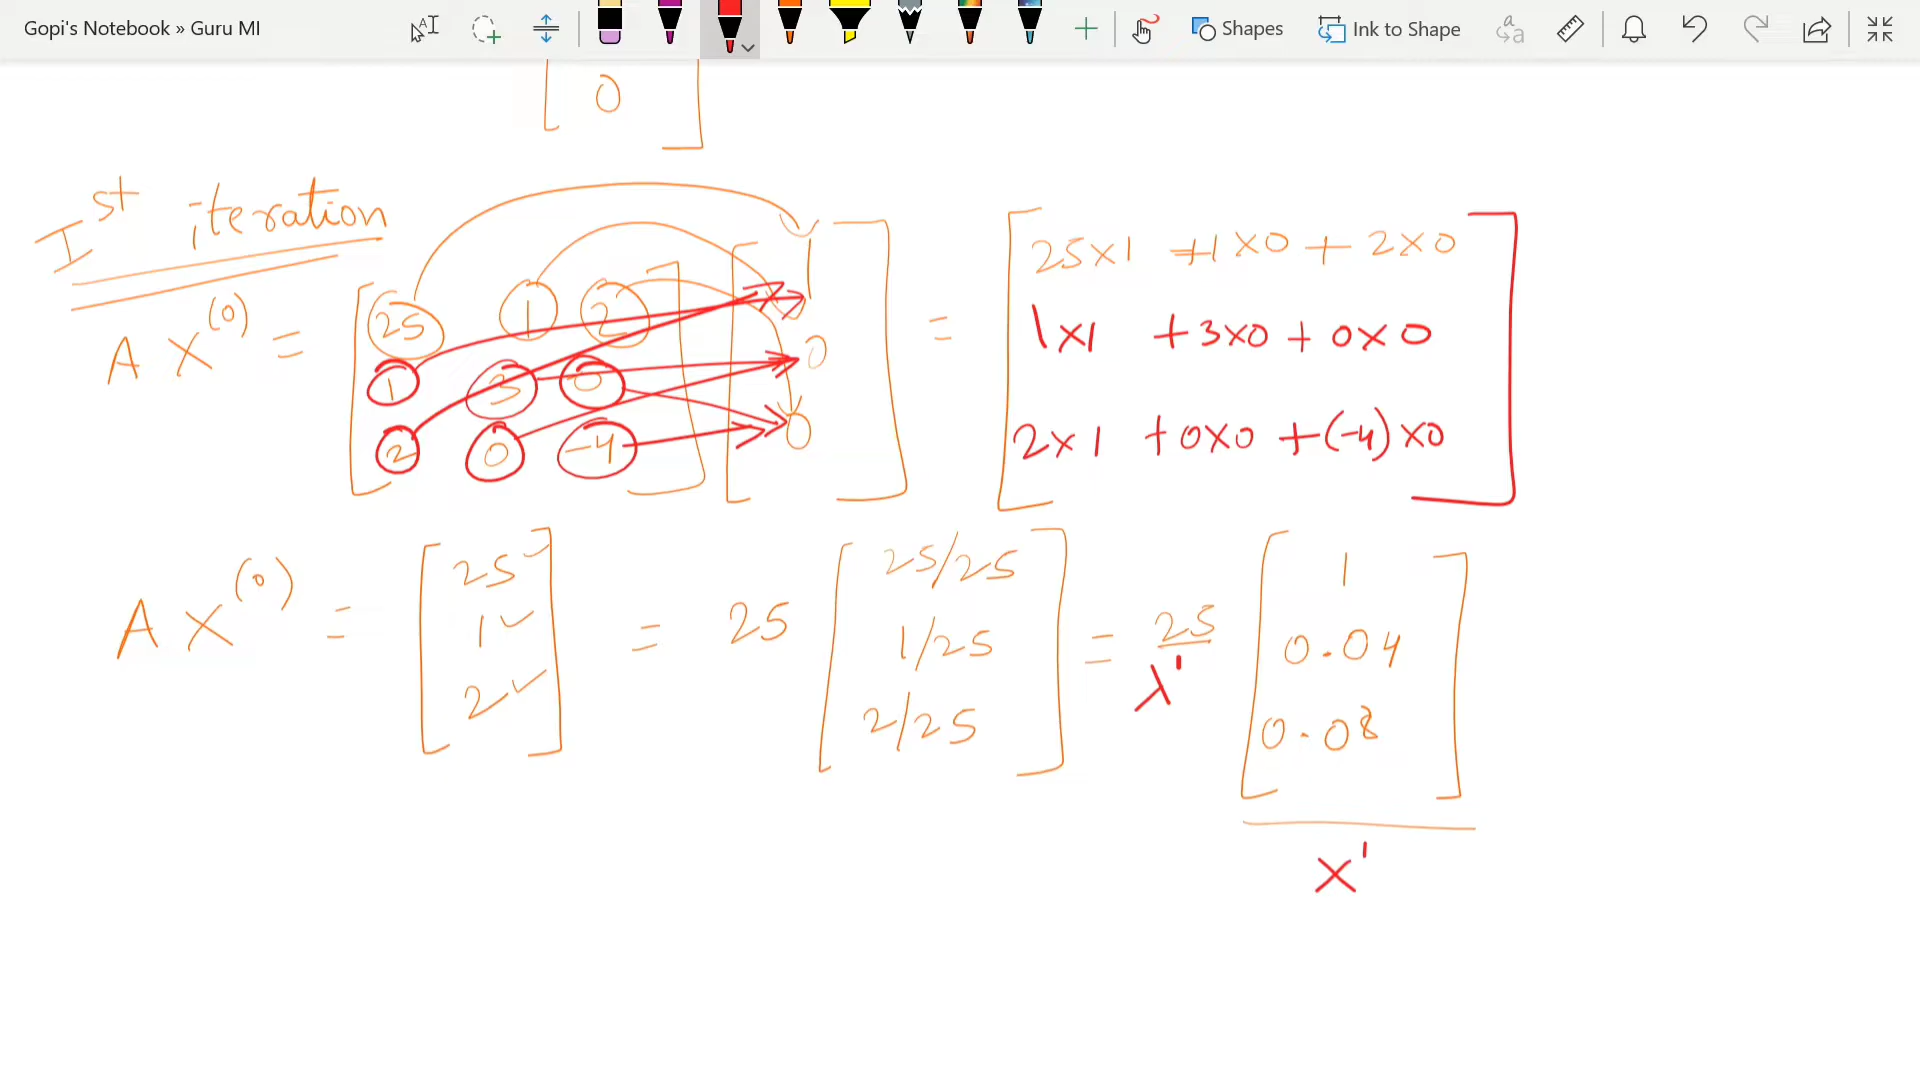 Gopi's Notebook » Guru MI
Shapes
Ink to Shape
0
Ist iteration
A X(0) = [25 1 2] [1] = [25×1 +1×0 + 2×0]
[1 3 0] [0] [1×1 +3×0 + 0×0]
[2 0 -4] [0] [2×1 +0×0 +(-4)×0]
A X(0) = [25] = 25 [25/25] = 25 [1]
[1] [1/25] λ' [0.04]
[2] [2/25] [0.08]
X'